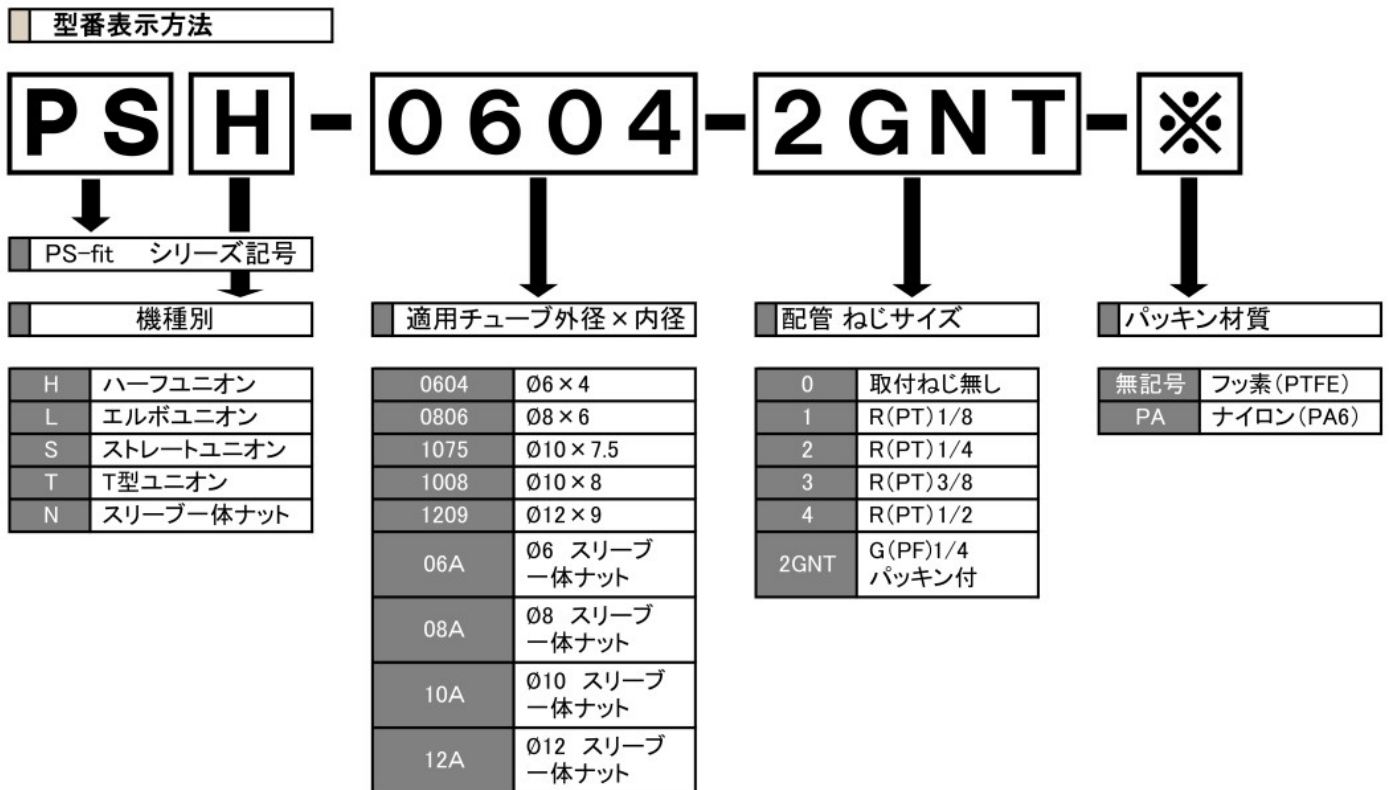 型番表示方法
PS H-0604-2GNT-※
PS-fit シリーズ記号
機種別
H ハーフユニオン
L エルボユニオン
S ストレートユニオン
T T型ユニオン
N スリーブ一体ナット
適用チューブ外径×内径
0604 Ø6×4
0806 Ø8×6
1075 Ø10×7.5
1008 Ø10×8
1209 Ø12×9
06A Ø6 スリーブ
一体ナット
08A Ø8 スリーブ
一体ナット
10A Ø10 スリーブ
一体ナット
12A Ø12 スリーブ
一体ナット
配管 ねじサイズ
0 取付ねじ無し
1 R(PT)1/8
2 R(PT)1/4
3 R(PT)3/8
4 R(PT)1/2
2GNT G(PF)1/4
パッキン付
パッキン材質
無記号 フッ素(PTFE)
PA ナイロン(PA6)